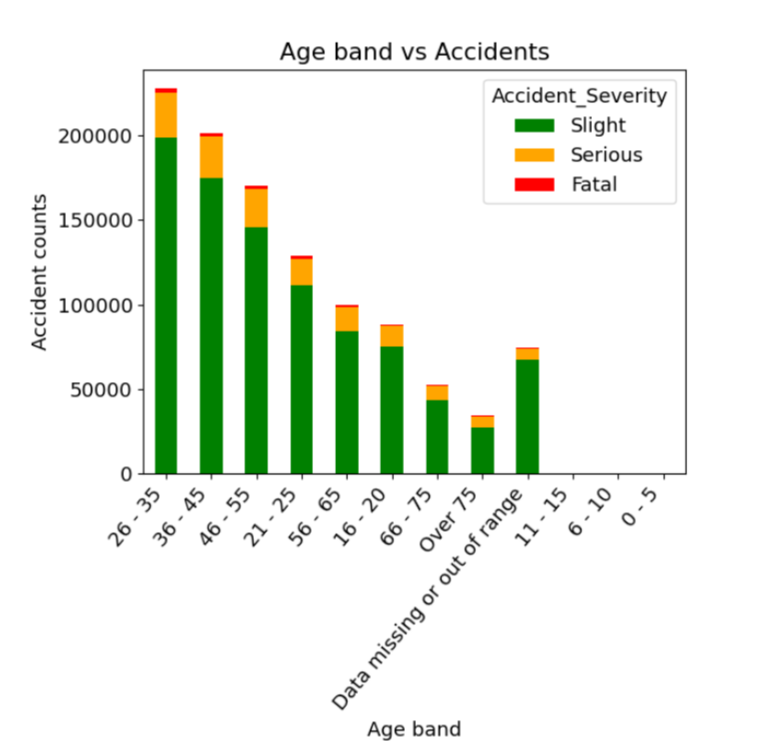 Age band vs Accidents
Accident_Severity
Slight
Serious
Fatal
Accident counts
200000
150000
100000
50000
0
26 - 35
36 - 45
46 - 55
21 - 25
56 - 65
16 - 20
66 - 75
Over 75
Data missing or out of range
11 - 15
6 - 10
0 - 5
Age band